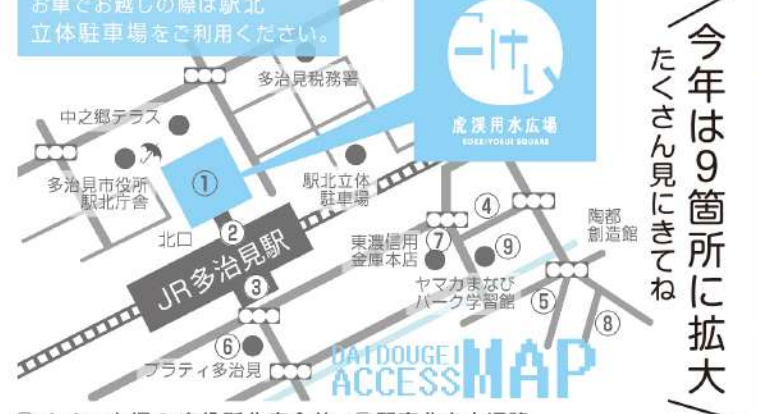 お車でお越しの際は駅北
立体駐車場をご利用ください。
こけい
虎渓用水広場
KOKEIYOSUI SQUARE
今年は9箇所に拡大
たくさん見にきてね
多治見税務署
中之郷テラス
多治見市役所
駅北庁舎
①
駅北立体
駐車場
北口
②
JR多治見駅
③
④
陶都
創造館
東濃信用
金庫本店
⑦
⑨
ヤマカまなび
パーク学習館
⑤
⑧
⑥
プラティ多治見
DAIDOUGEI
ACCESS MAP